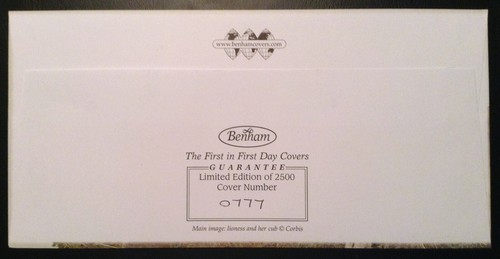 www.benhamcovers.com
Benham
The First in First Day Covers
GUARANTEE
Limited Edition of 2500
Cover Number
0777
Main image: lioness and her cub © Corbis